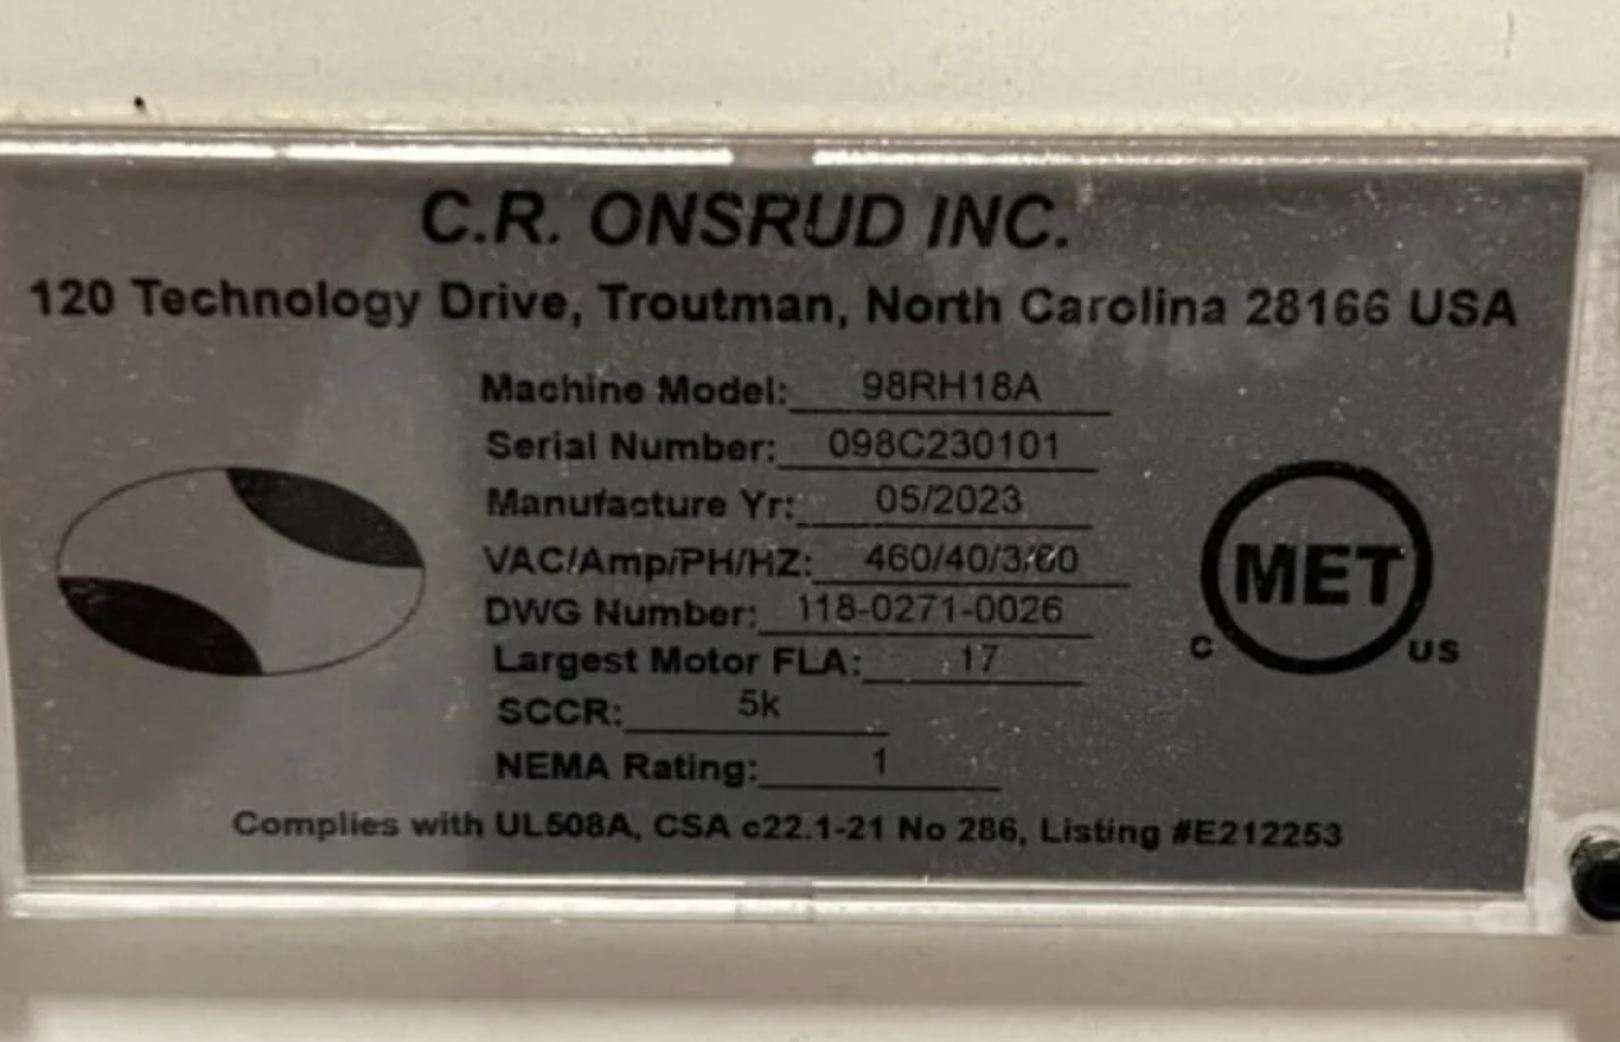 C.R. ONSRUD INC.
120 Technology Drive, Troutman, North Carolina 28166 USA
Machine Model: 98RH18A
Serial Number: 098C230101
Manufacture Yr: 05/2023
VAC/Amp/PH/HZ: 460/40/3/60
DWG Number: 118-0271-0026
Largest Motor FLA: 17
SCCR: 5k
NEMA Rating: 1
C MET US
Complies with UL508A, CSA c22.1-21 No 286, Listing #E212253